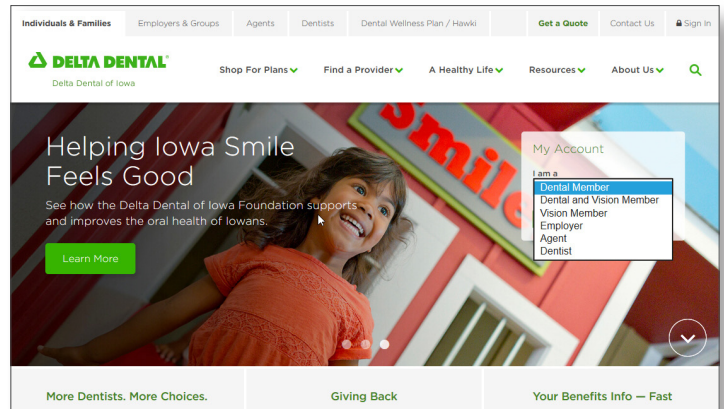 Individuals & Families Employers & Groups Agents Dentists Dental Wellness Plan / Hawki Get a Quote Contact Us Sign In
DELTA DENTAL®
Delta Dental of Iowa
Shop For Plans Find a Provider A Healthy Life Resources About Us
Smile
Helping Iowa Smile
Feels Good
See how the Delta Dental of Iowa Foundation supports
and improves the oral health of Iowans.
Learn More
My Account
I am a
Dental Member
Dental and Vision Member
Vision Member
Employer
Agent
Dentist
More Dentists. More Choices. Giving Back Your Benefits Info — Fast